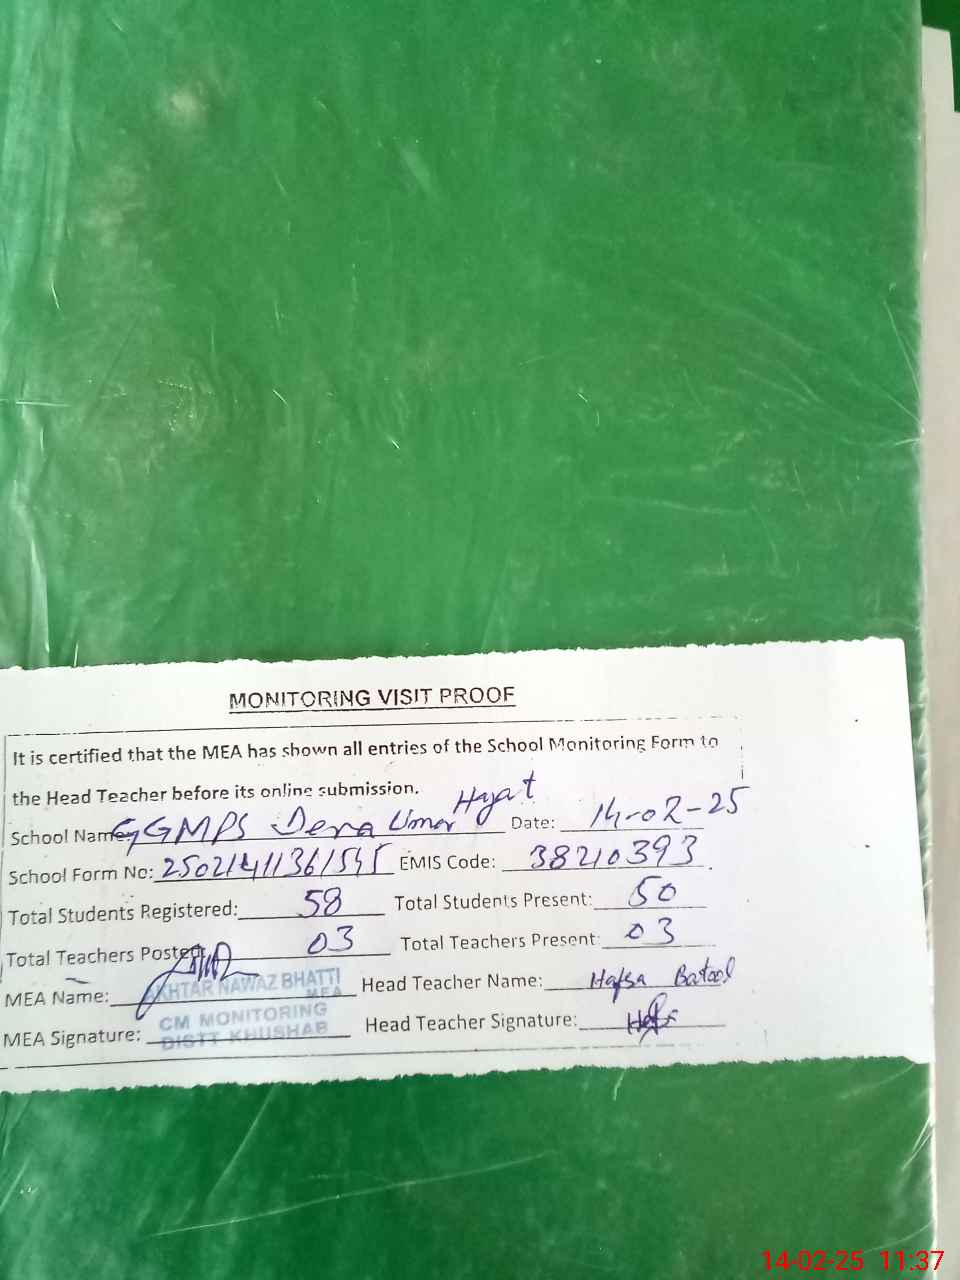 MONITORING VISIT PROOF
It is certified that the MEA has shown all entries of the School Monitoring Form to
the Head Teacher before its online submission.
School Name: GGMPS Dera Umer Hayat Date: 14-02-25
School Form No: EMIS Code: 38210393
Total Students Registered: 58 Total Students Present: 50
Total Teachers Posted: 03 Total Teachers Present: 03
MEA Name: AKHTAR NAWAZ BHATTI Head Teacher Name: Hafsa Batool
MEA
MEA Signature: CM MONITORING Head Teacher Signature:
DISTT KHUSHAB
14-02-25 11:37